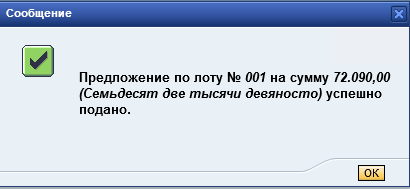 Сообщение
Предложение по лоту № 001 на сумму 72.090,00
(Семьдесят две тысячи девяносто) успешно
подано.
OK